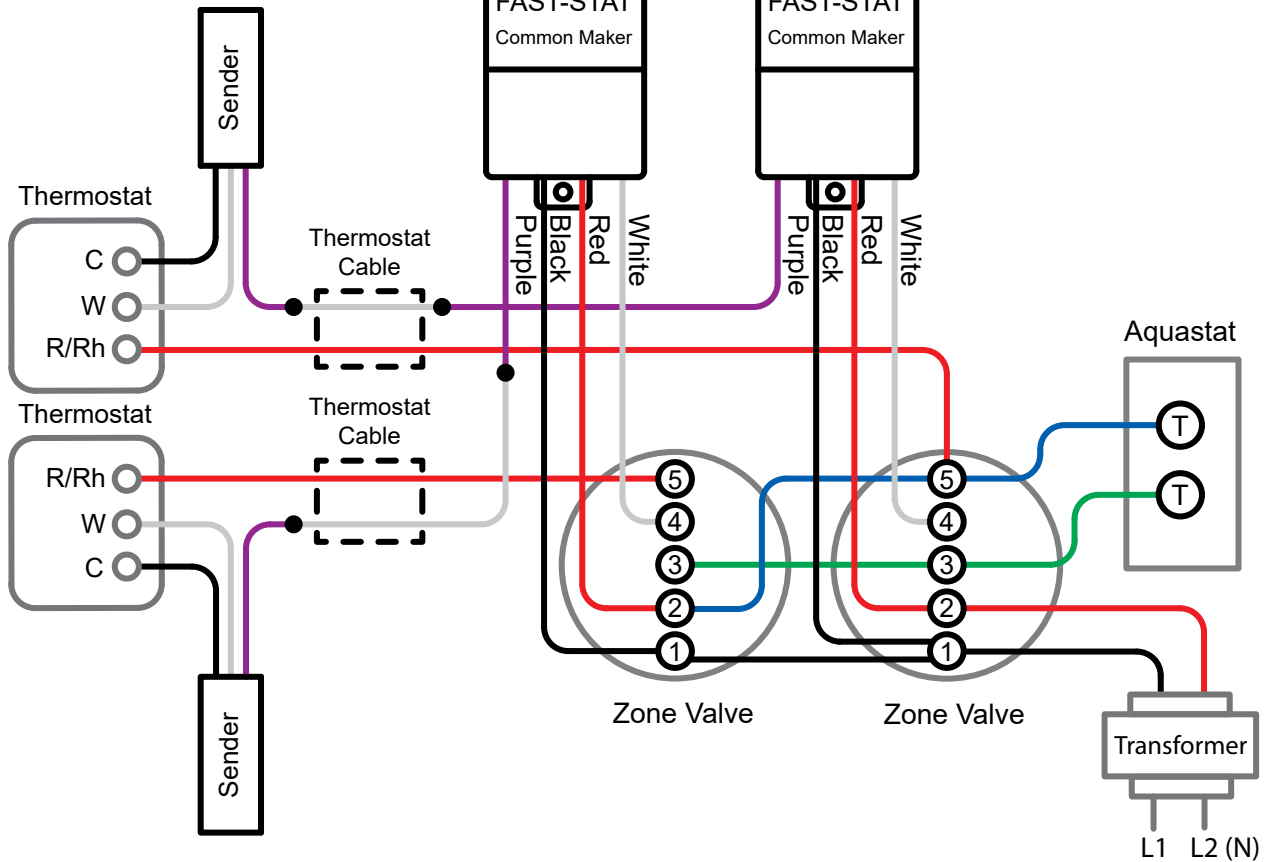 FAST-STAT
Common Maker
FAST-STAT
Common Maker
Sender
Thermostat
C
W
R/Rh
Thermostat
Cable
Purple
Black
Red
White
Purple
Black
Red
White
Aquastat
T
T
Thermostat
R/Rh
W
C
Thermostat
Cable
5
4
3
2
1
Zone Valve
5
4
3
2
1
Zone Valve
Sender
Transformer
L1
L2 (N)